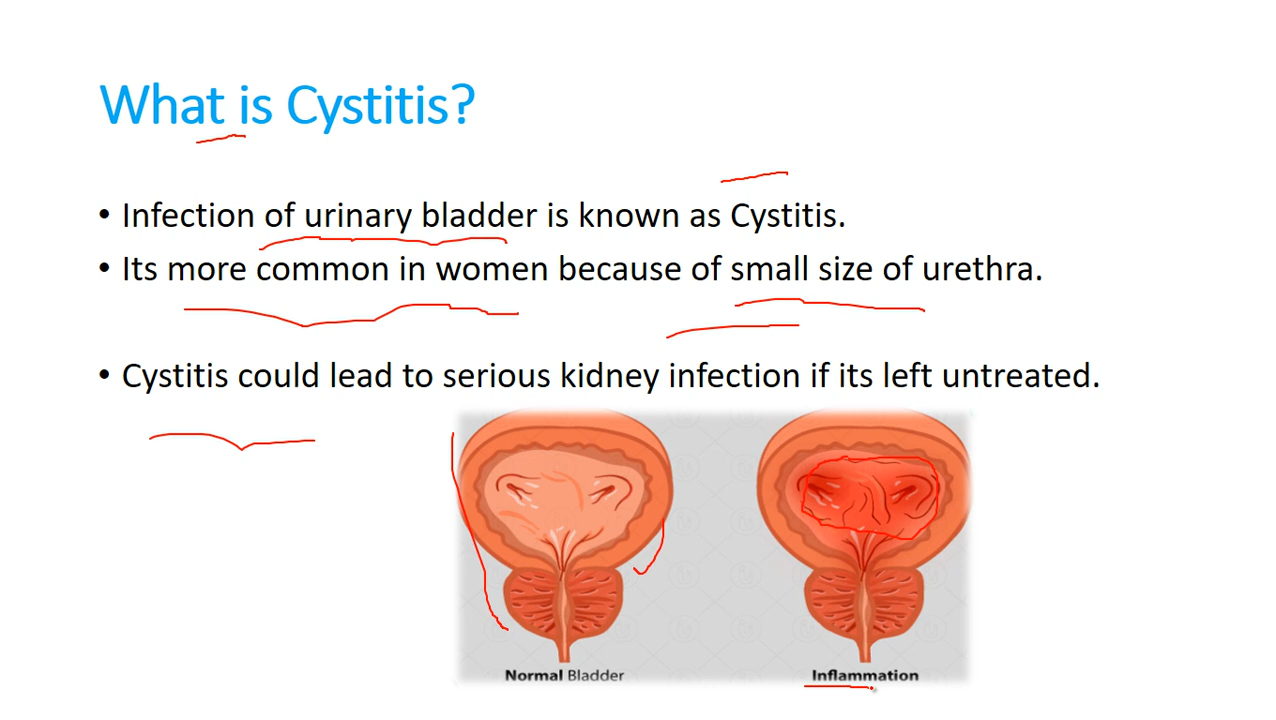 What is Cystitis?
• Infection of urinary bladder is known as Cystitis.
• Its more common in women because of small size of urethra.
• Cystitis could lead to serious kidney infection if its left untreated.
Normal Bladder
Inflammation